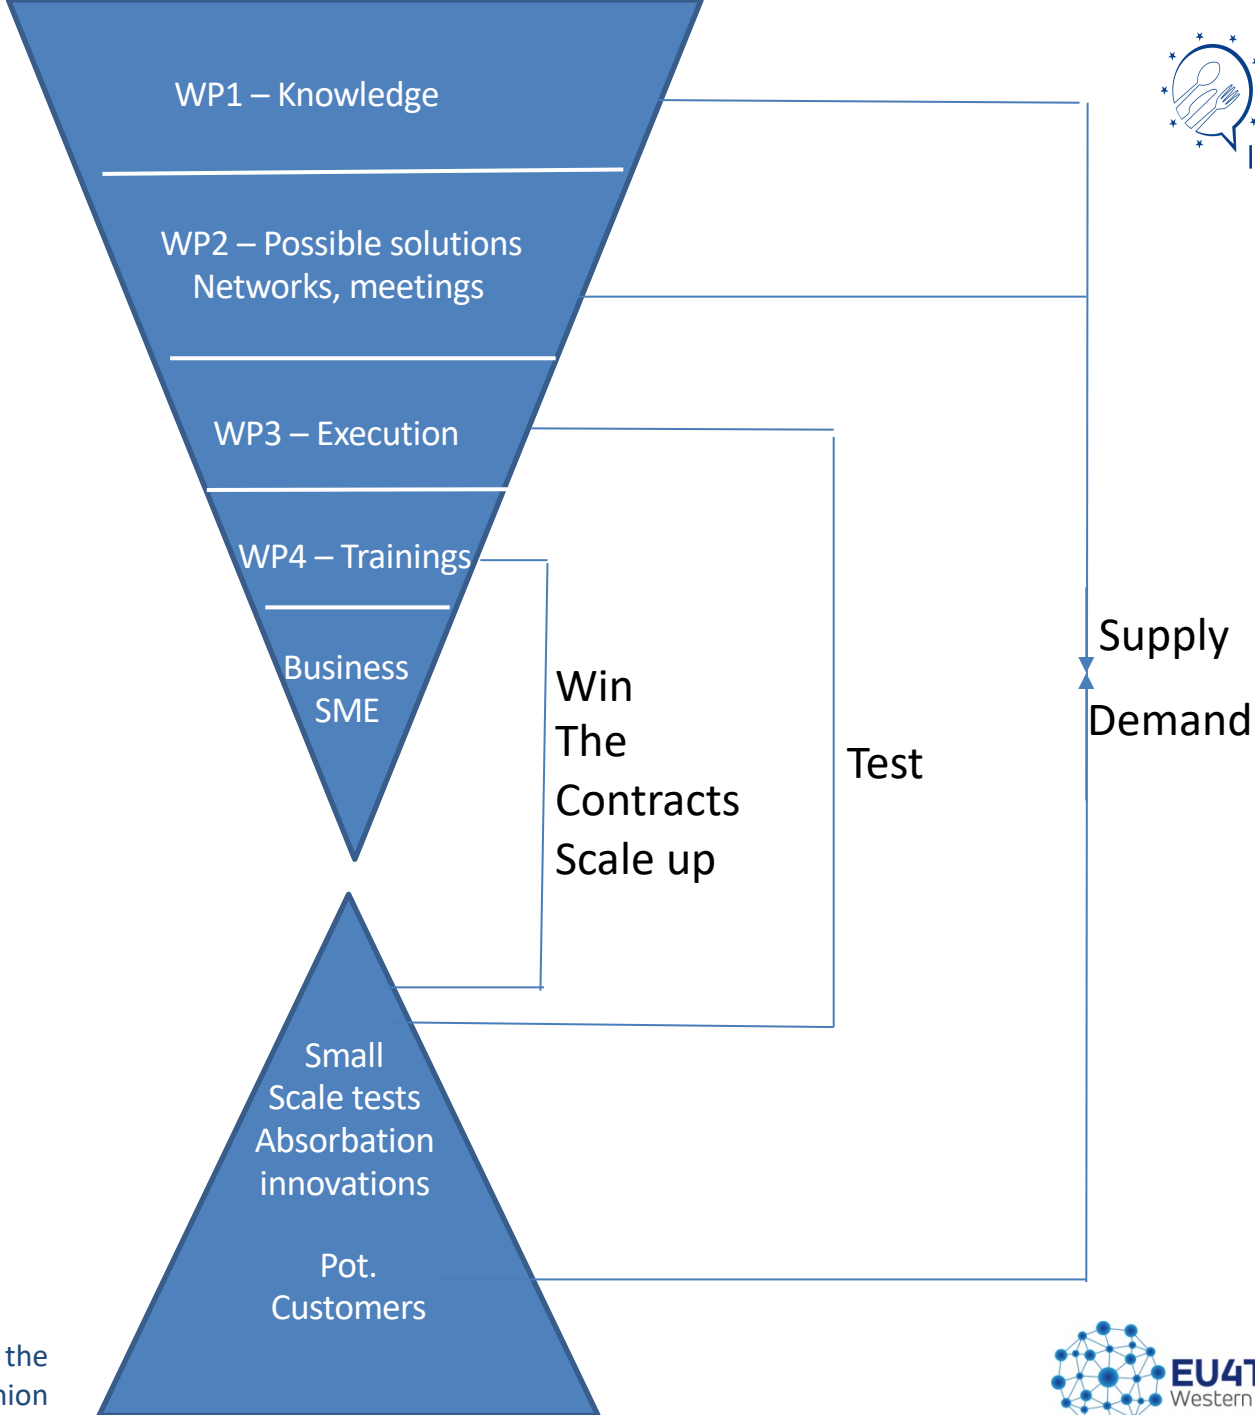 WP1 – Knowledge
WP2 – Possible solutions
Networks, meetings
WP3 – Execution
WP4 – Trainings
Business
SME
Win
The
Contracts
Scale up
Test
Supply
Demand
Small
Scale tests
Absorbation
innovations
Pot.
Customers
the
EU4T
Western